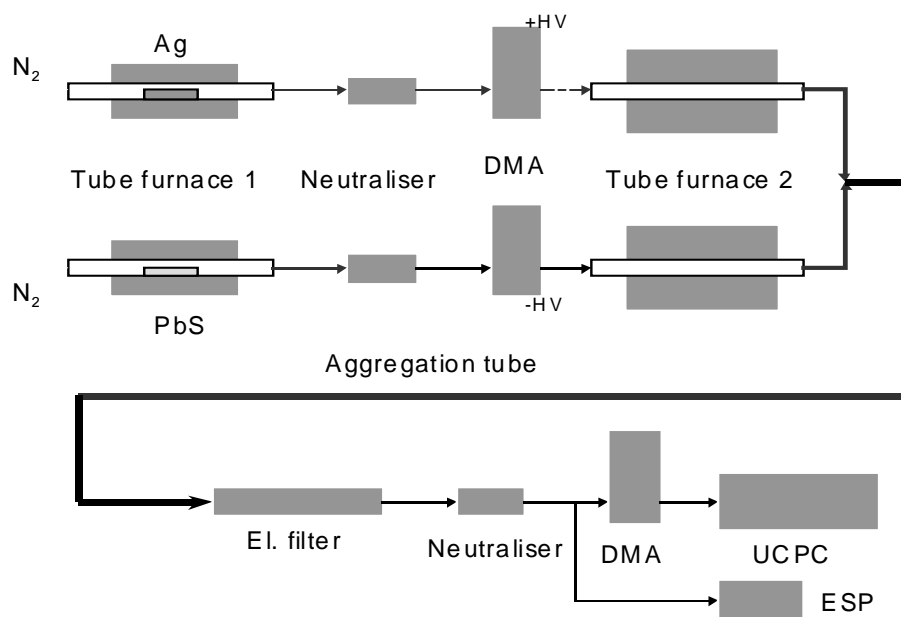 +HV
Ag
N2
DMA
Tube furnace 1
Neutraliser
Tube furnace 2
N2
-HV
PbS
Aggregation tube
El. filter
Neutraliser
DMA
UCPC
ESP